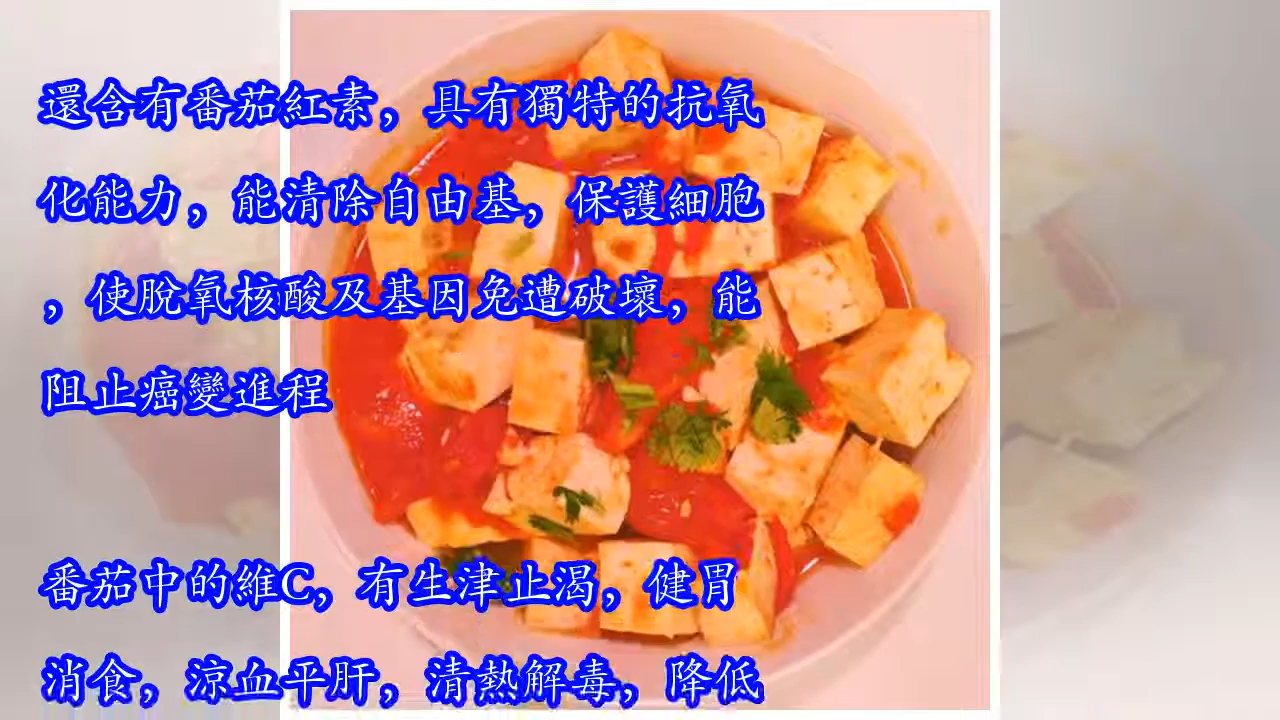 還含有番茄紅素，具有獨特的抗氧
化能力，能清除自由基，保護細胞
，使脫氧核酸及基因免遭破壞，能
阻止癌變進程
番茄中的維C，有生津止渴，健胃
消食，涼血平肝，清熱解毒，降低